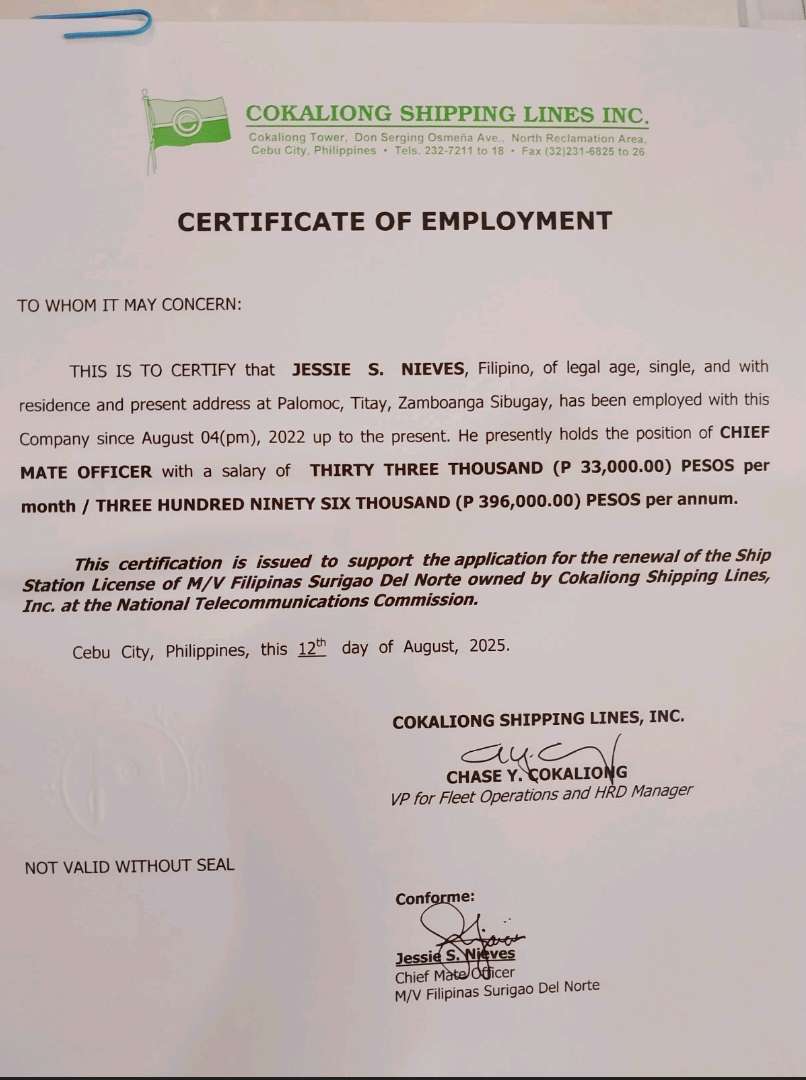 COKALIONG SHIPPING LINES INC.
Cokaliong Tower, Don Serging Osmeña Ave., North Reclamation Area,
Cebu City, Philippines • Tels. 232-7211 to 18 • Fax (32)231-6825 to 26
CERTIFICATE OF EMPLOYMENT
TO WHOM IT MAY CONCERN:
THIS IS TO CERTIFY that JESSIE S. NIEVES, Filipino, of legal age, single, and with
residence and present address at Palomoc, Titay, Zamboanga Sibugay, has been employed with this
Company since August 04(pm), 2022 up to the present. He presently holds the position of CHIEF
MATE OFFICER with a salary of THIRTY THREE THOUSAND (P 33,000.00) PESOS per
month / THREE HUNDRED NINETY SIX THOUSAND (P 396,000.00) PESOS per annum.
This certification is issued to support the application for the renewal of the Ship
Station License of M/V Filipinas Surigao Del Norte owned by Cokaliong Shipping Lines,
Inc. at the National Telecommunications Commission.
Cebu City, Philippines, this 12th day of August, 2025.
COKALIONG SHIPPING LINES, INC.
CHASE Y. COKALIONG
VP for Fleet Operations and HRD Manager
NOT VALID WITHOUT SEAL
Conforme:
Jessie S. Nieves
Chief Mate Officer
M/V Filipinas Surigao Del Norte